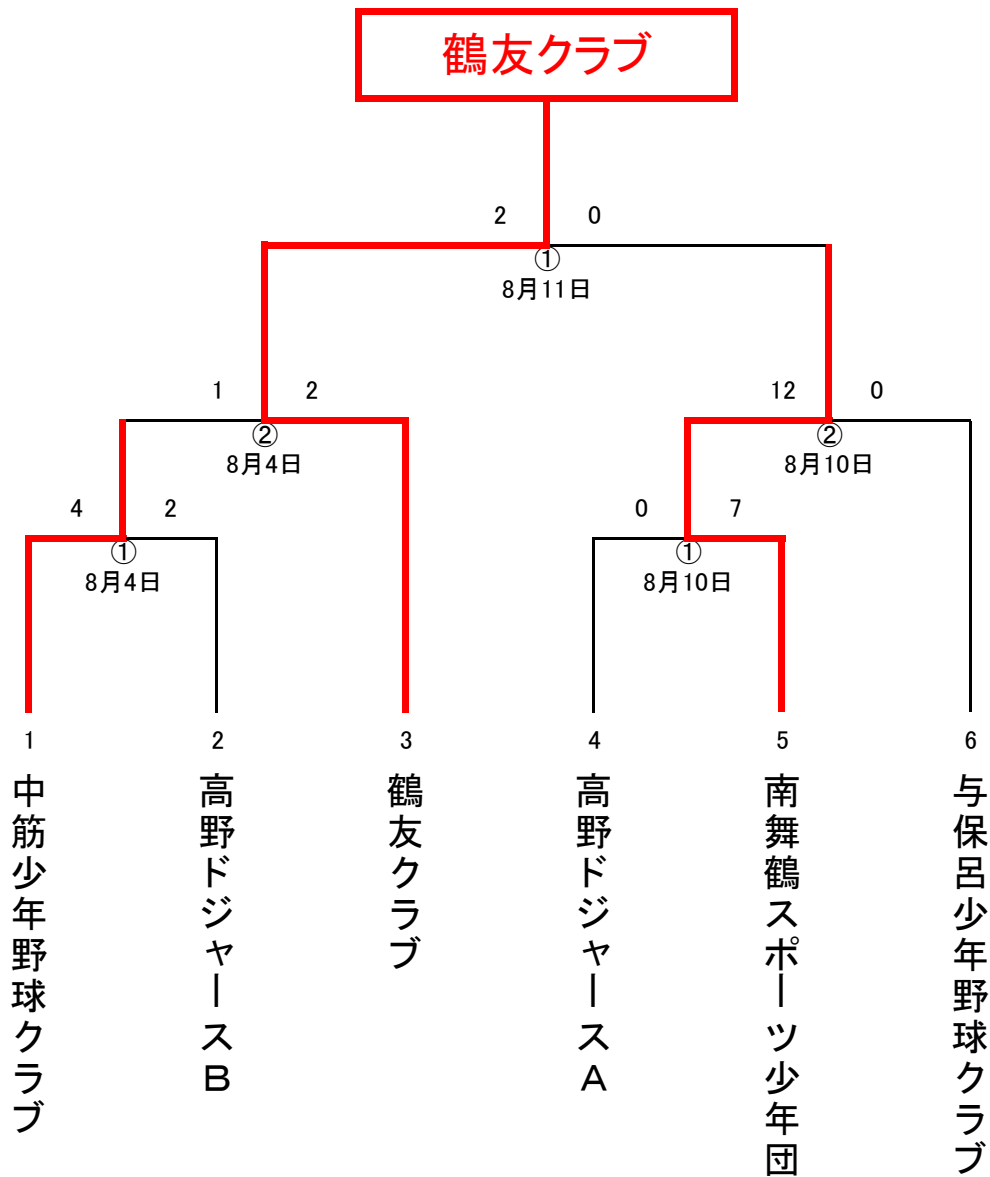 鶴友クラブ
2 0
①
8月11日
1 2
②
8月4日
12 0
②
8月10日
4 2
①
8月4日
0 7
①
8月10日
1 2 3 4 5 6
中筋少年野球クラブ
高野ドジャースB
鶴友クラブ
高野ドジャースA
南舞鶴スポーツ少年団
与保呂少年野球クラブ